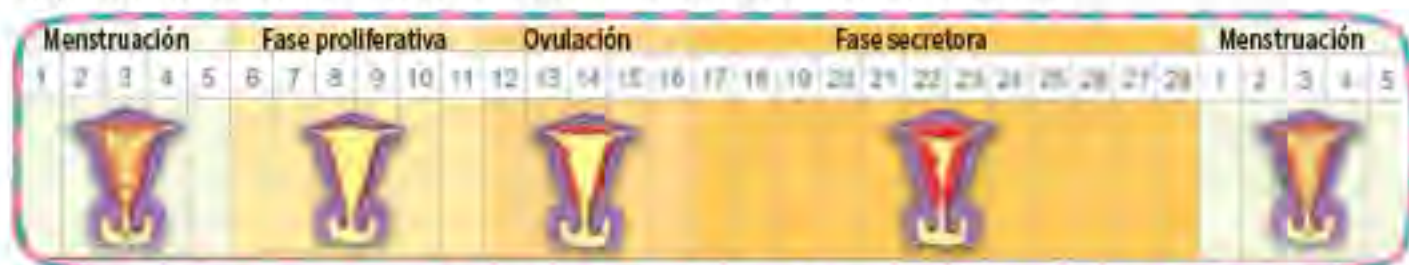 Menstruación Fase proliferativa Ovulación Fase secretora Menstruación
1 2 3 4 5 6 7 8 9 10 11 12 13 14 15 16 17 18 19 20 21 22 23 24 25 26 27 28 1 2 3 4 5